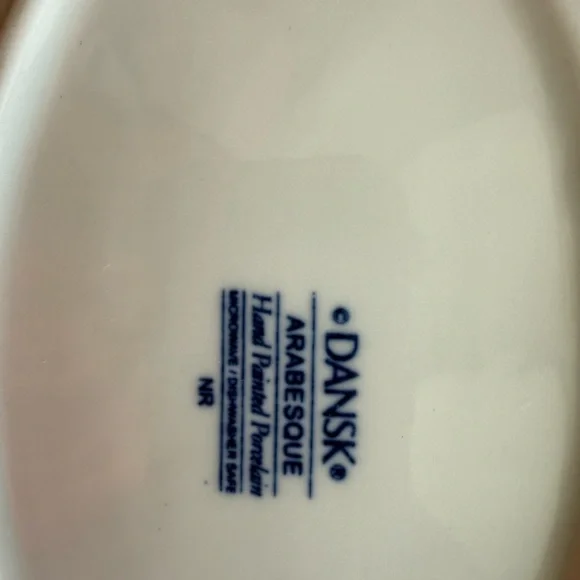 © DANSK®
ARABESQUE
Hand Painted Porcelain
MICROWAVE / DISHWASHER SAFE
NR